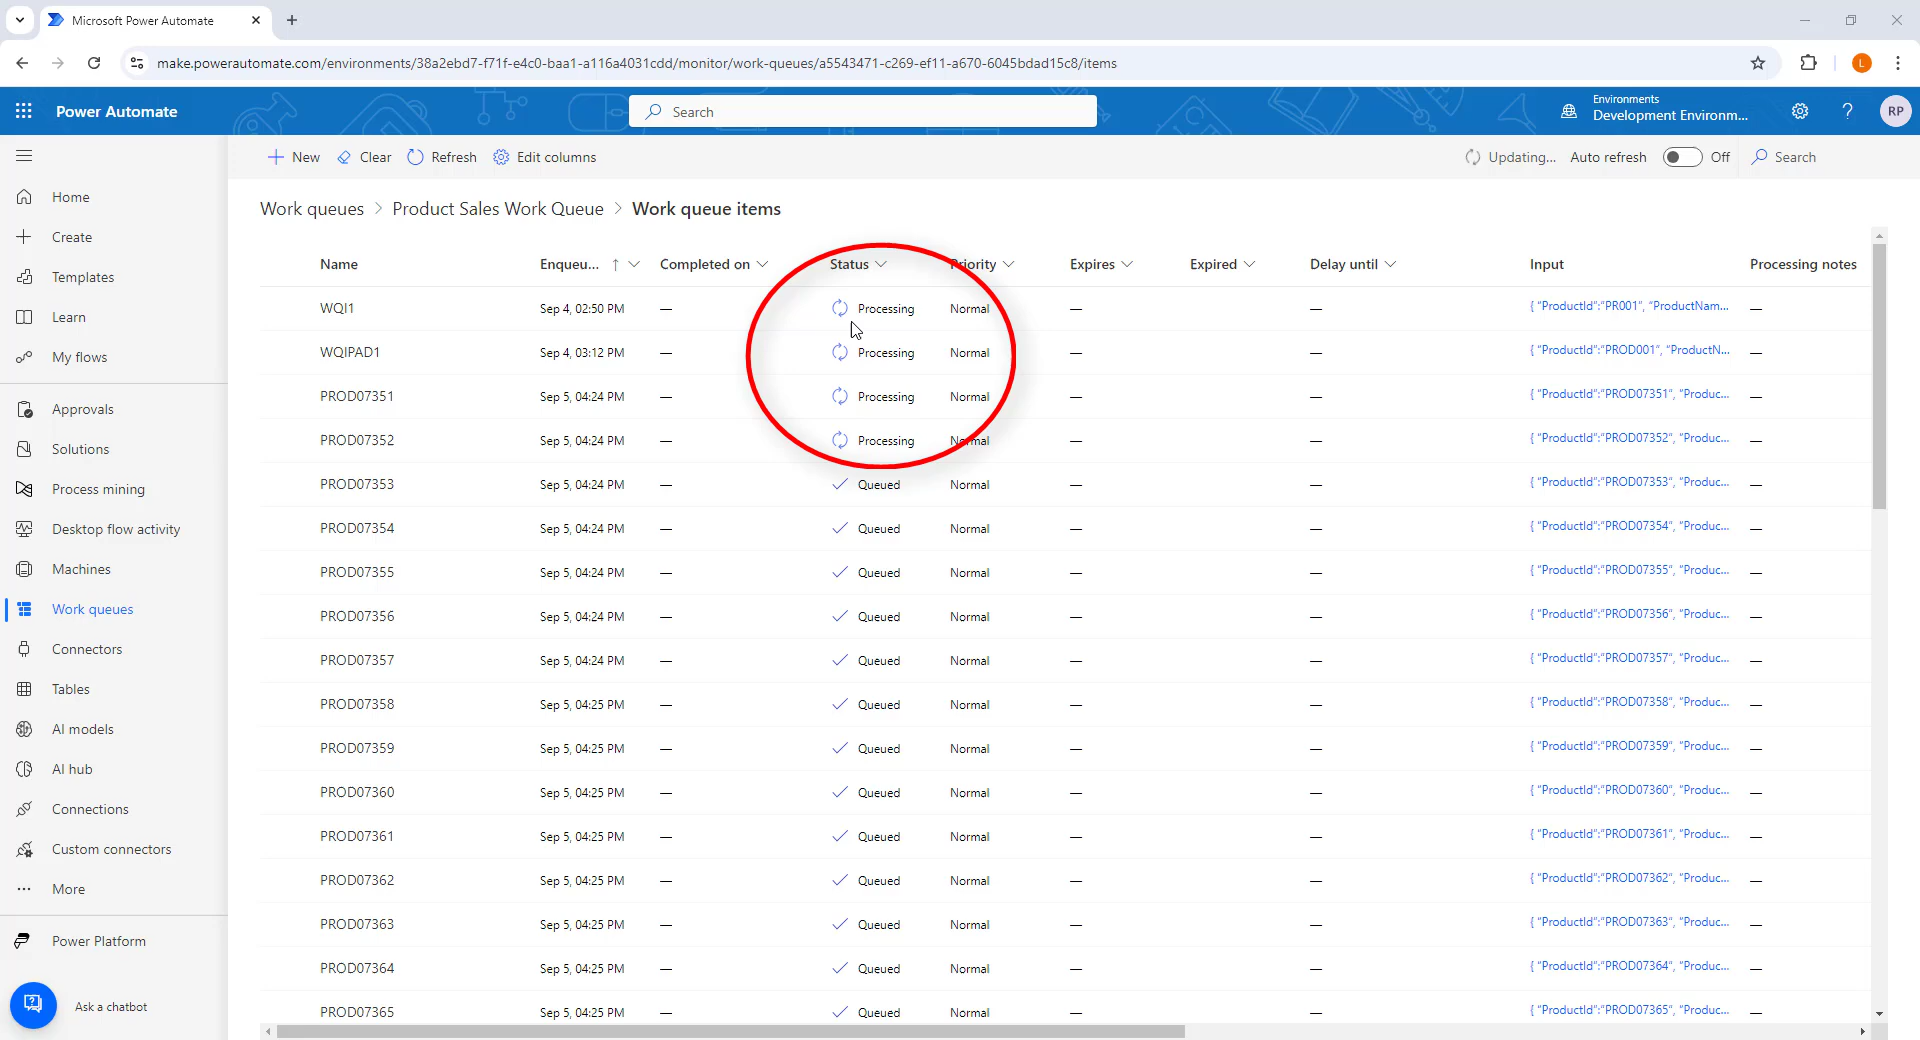 Microsoft Power Automate
make.powerautomate.com/environments/38a2ebd7-f71f-e4c0-baa1-a116a4031cdd/monitor/work-queues/a5543471-c269-ef11-a670-6045bdad15c8/items
L
Power Automate
Search
Environments
Development Environm...
RP
New Clear Refresh Edit columns Updating... Auto refresh Off Search
Home
Create
Templates
Learn
My flows
Approvals
Solutions
Process mining
Desktop flow activity
Machines
Work queues
Connectors
Tables
AI models
AI hub
Connections
Custom connectors
More
Power Platform
Ask a chatbot
Work queues > Product Sales Work Queue > Work queue items
Name Enqueu... Completed on Status Priority Expires Expired Delay until Input Processing notes
WQI1 Sep 4, 02:50 PM — Processing Normal — — { "ProductId":"PR001", "ProductNam... —
WQIPAD1 Sep 4, 03:12 PM — Processing Normal — — { "ProductId":"PROD001", "ProductN... —
PROD07351 Sep 5, 04:24 PM — Processing Normal — — { "ProductId":"PROD07351", "Produc... —
PROD07352 Sep 5, 04:24 PM — Processing Normal — — { "ProductId":"PROD07352", "Produc... —
PROD07353 Sep 5, 04:24 PM — Queued Normal — — { "ProductId":"PROD07353", "Produc... —
PROD07354 Sep 5, 04:24 PM — Queued Normal — — { "ProductId":"PROD07354", "Produc... —
PROD07355 Sep 5, 04:24 PM — Queued Normal — — { "ProductId":"PROD07355", "Produc... —
PROD07356 Sep 5, 04:24 PM — Queued Normal — — { "ProductId":"PROD07356", "Produc... —
PROD07357 Sep 5, 04:24 PM — Queued Normal — — { "ProductId":"PROD07357", "Produc... —
PROD07358 Sep 5, 04:25 PM — Queued Normal — — { "ProductId":"PROD07358", "Produc... —
PROD07359 Sep 5, 04:25 PM — Queued Normal — — { "ProductId":"PROD07359", "Produc... —
PROD07360 Sep 5, 04:25 PM — Queued Normal — — { "ProductId":"PROD07360", "Produc... —
PROD07361 Sep 5, 04:25 PM — Queued Normal — — { "ProductId":"PROD07361", "Produc... —
PROD07362 Sep 5, 04:25 PM — Queued Normal — — { "ProductId":"PROD07362", "Produc... —
PROD07363 Sep 5, 04:25 PM — Queued Normal — — { "ProductId":"PROD07363", "Produc... —
PROD07364 Sep 5, 04:25 PM — Queued Normal — — { "ProductId":"PROD07364", "Produc... —
PROD07365 Sep 5, 04:25 PM — Queued Normal — — { "ProductId":"PROD07365", "Produc... —